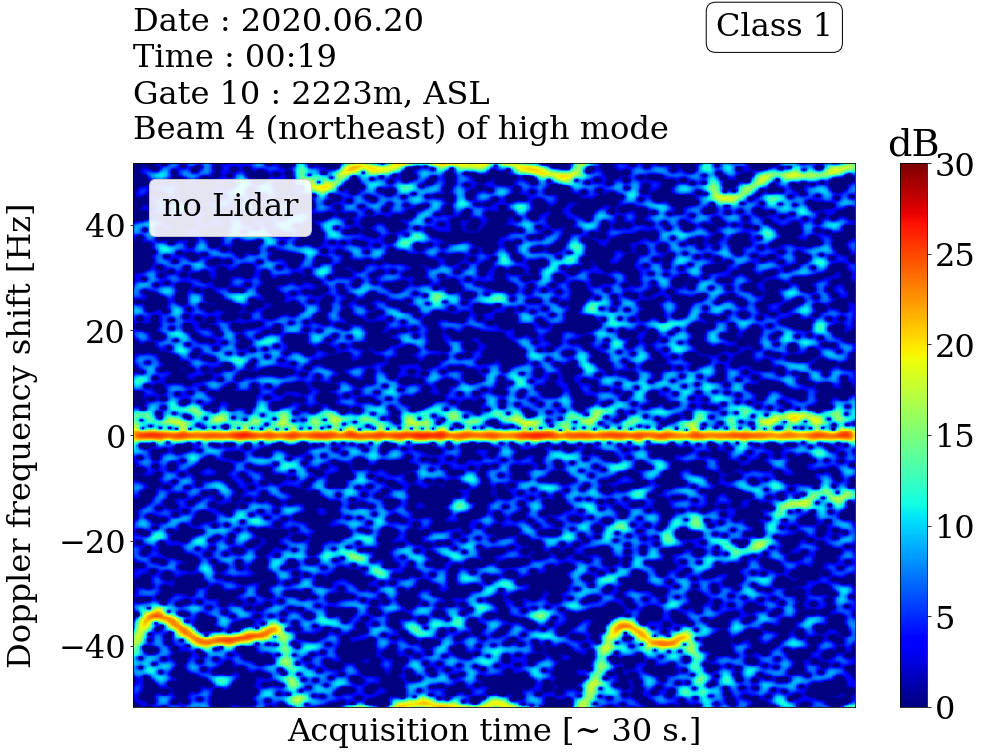 Date : 2020.06.20
Time : 00:19
Gate 10 : 2223m, ASL
Beam 4 (northeast) of high mode
Class 1
dB
no Lidar
Doppler frequency shift [Hz]
40
20
0
−20
−40
Acquisition time [~ 30 s.]
30
25
20
15
10
5
0